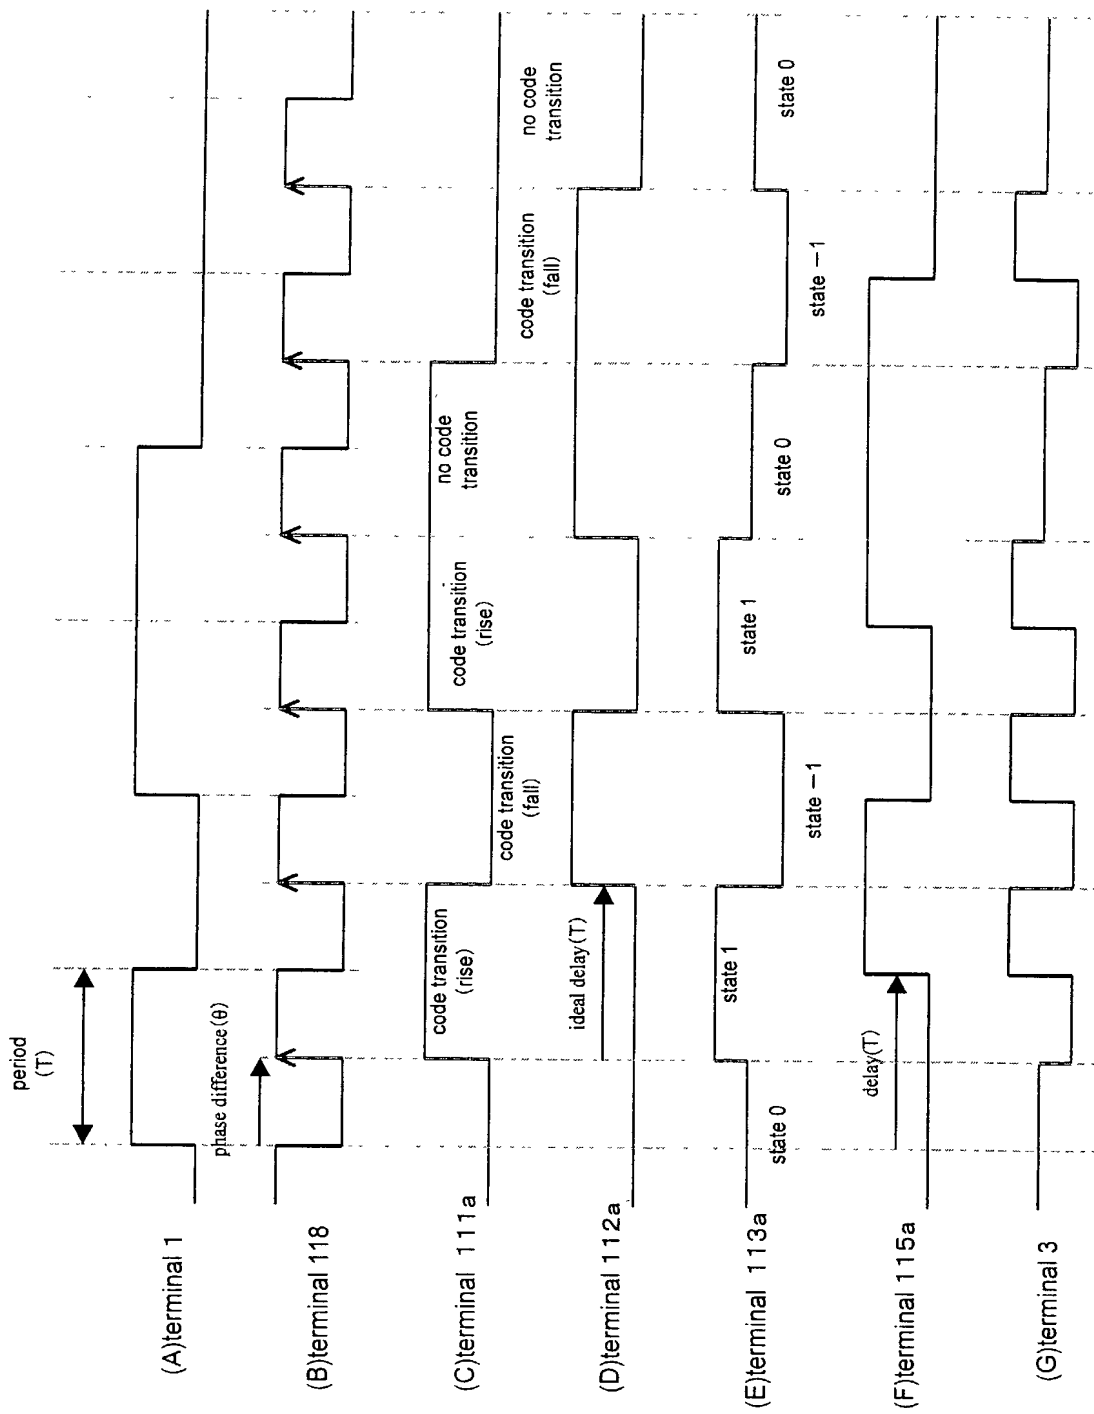 period
(T)
(A)terminal 1
phase difference(θ)
(B)terminal 118
code transition
(rise)
code transition
(fall)
code transition
(rise)
no code
transition
code transition
(fall)
no code
transition
(C)terminal 111a
ideal delay(T)
(D)terminal 112a
state 0
state 1
state －1
state 1
state 0
state －1
state 0
(E)terminal 113a
delay(T)
(F)terminal 115a
(G)terminal 3